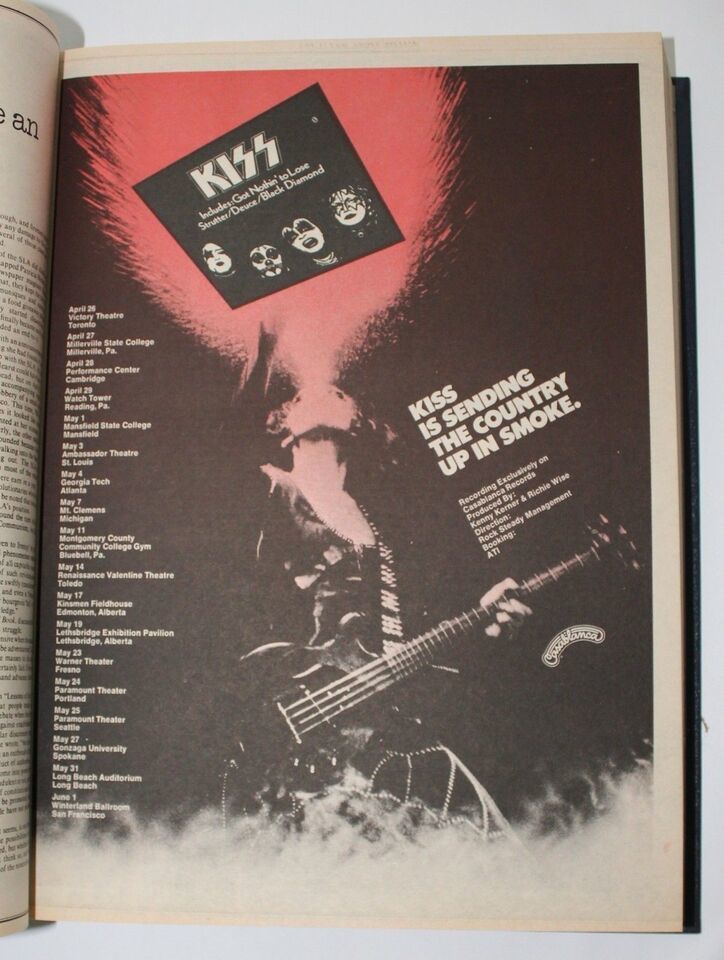 e an
KISS
Includes: Got Nothin' to Lose
Strutter/Deuce/Black Diamond
April 26
Victory Theatre
Toronto
April 27
Millerville State College
Millerville, Pa.
April 28
Performance Center
Cambridge
April 29
Watch Tower
Reading, Pa.
May 1
Mansfield State College
Mansfield
May 3
Ambassador Theatre
St. Louis
May 4
Georgia Tech
Atlanta
May 7
Mt. Clemens
Michigan
May 11
Montgomery County
Community College Gym
Bluebell, Pa.
May 14
Renaissance Valentine Theatre
Toledo
May 17
Kinsmen Fieldhouse
Edmonton, Alberta
May 19
Lethsbridge Exhibition Pavilion
Lethsbridge, Alberta
May 23
Warner Theater
Fresno
May 24
Paramount Theater
Portland
May 25
Paramount Theater
Seattle
May 27
Gonzaga University
Spokane
May 31
Long Beach Auditorium
Long Beach
June 1
Winterland Ballroom
San Francisco
KISS
IS SENDING
THE COUNTRY
UP IN SMOKE.
Recording Exclusively on
Casablanca Records
Produced By:
Kenny Kerner & Richie Wise
Direction:
Rock Steady Management
Booking:
ATI
Casablanca